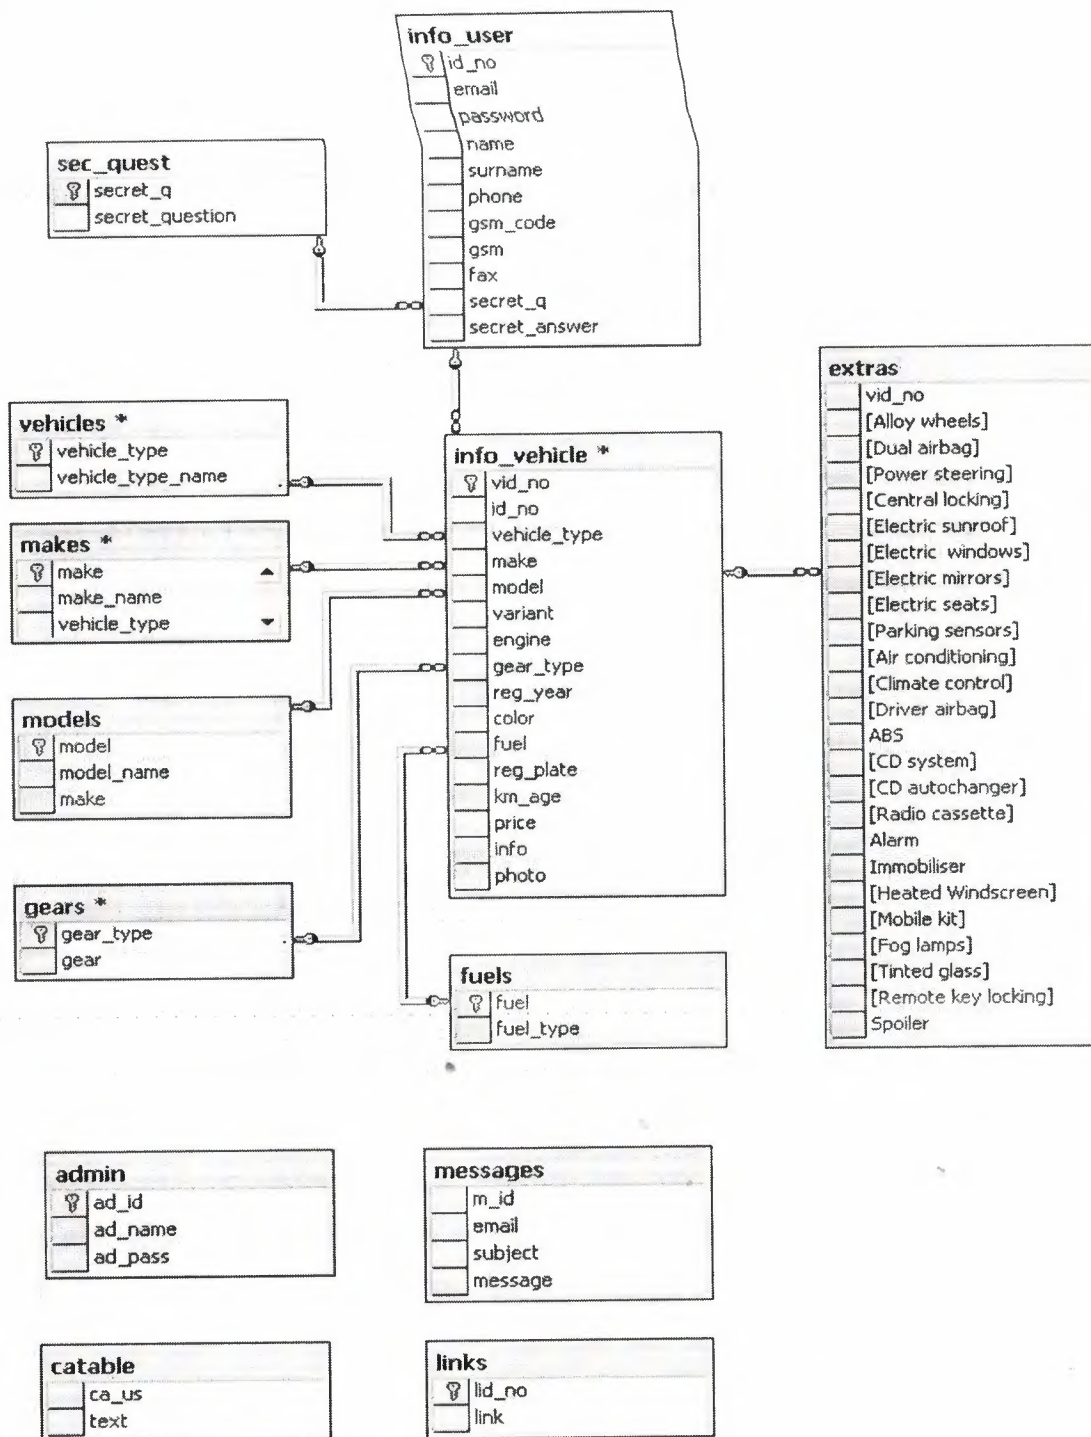 info_user
id_no
email
password
name
surname
phone
gsm_code
gsm
fax
secret_q
secret_answer
sec_quest
secret_q
secret_question
vehicles *
vehicle_type
vehicle_type_name
makes *
make
make_name
vehicle_type
models
model
model_name
make
gears *
gear_type
gear
info_vehicle *
vid_no
id_no
vehicle_type
make
model
variant
engine
gear_type
reg_year
color
fuel
reg_plate
km_age
price
info
photo
fuels
fuel
fuel_type
extras
vid_no
[Alloy wheels]
[Dual airbag]
[Power steering]
[Central locking]
[Electric sunroof]
[Electric windows]
[Electric mirrors]
[Electric seats]
[Parking sensors]
[Air conditioning]
[Climate control]
[Driver airbag]
ABS
[CD system]
[CD autochanger]
[Radio cassette]
Alarm
Immobiliser
[Heated Windscreen]
[Mobile kit]
[Fog lamps]
[Tinted glass]
[Remote key locking]
Spoiler
admin
ad_id
ad_name
ad_pass
messages
m_id
email
subject
message
catable
ca_us
text
links
lid_no
link